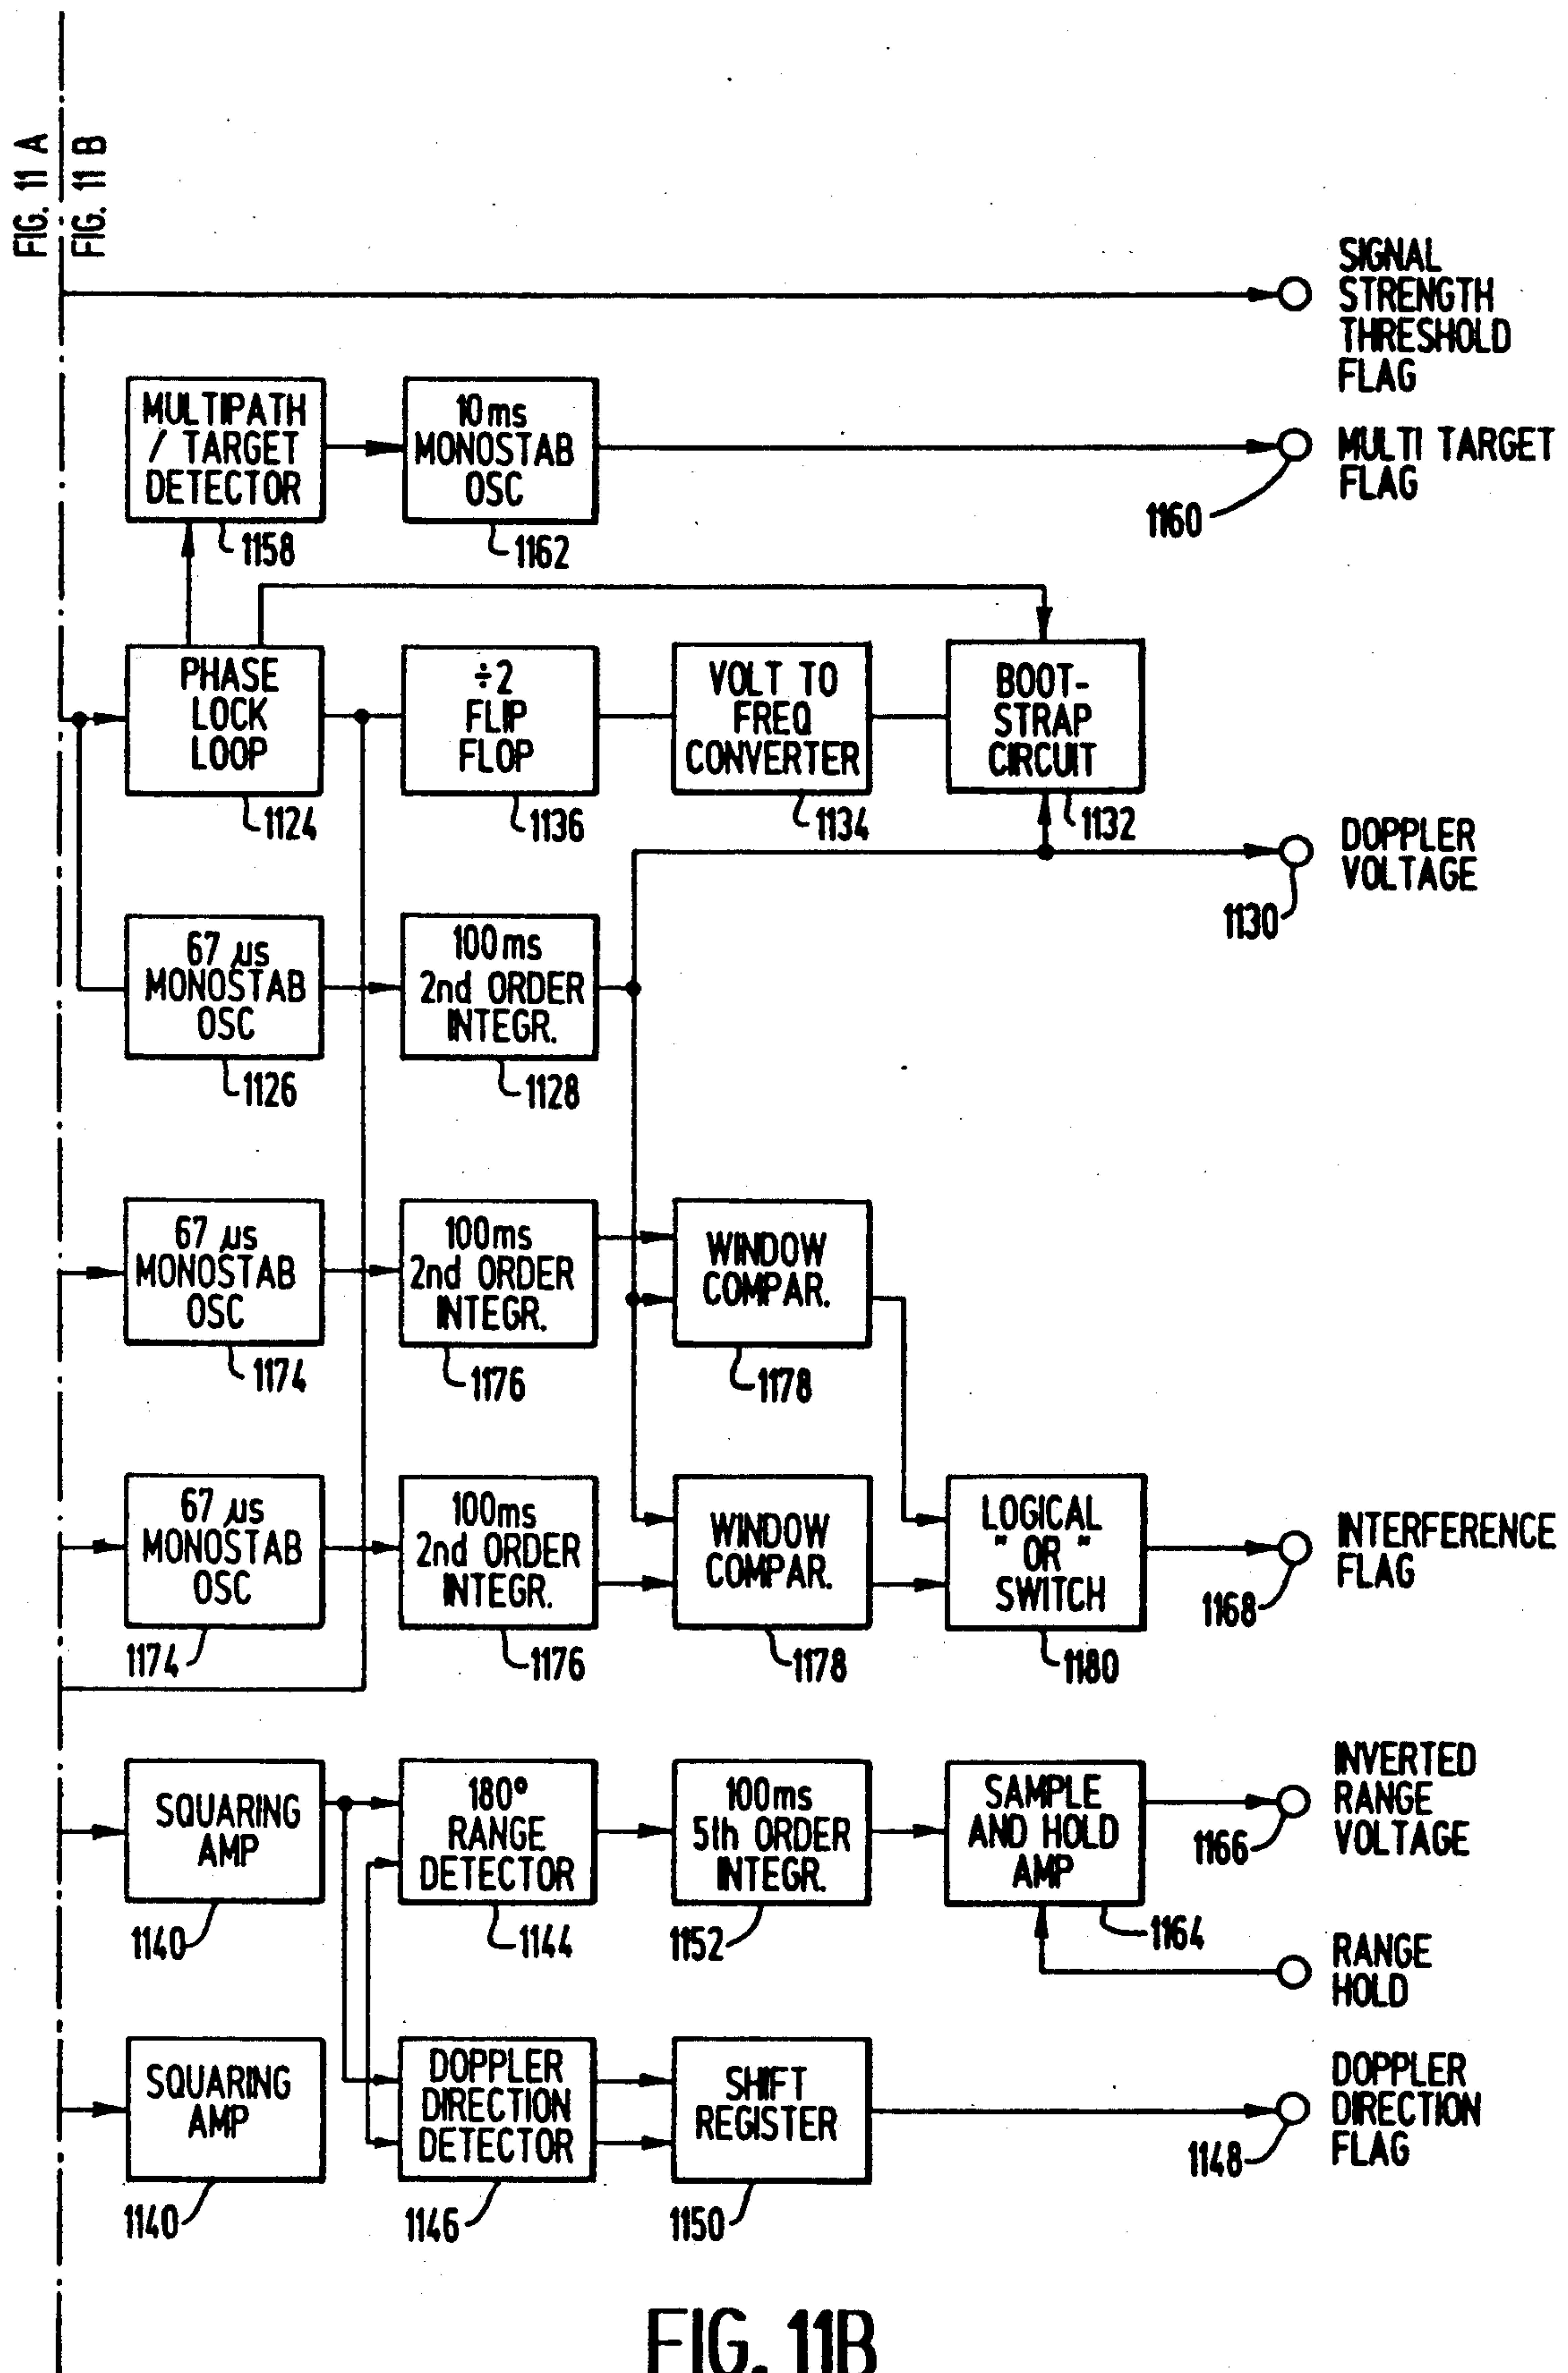 FIG. 11 A
FIG. 11 B
SIGNAL
STRENGTH
THRESHOLD
FLAG
MULTIPATH
/ TARGET
DETECTOR
1158
10ms
MONOSTAB
OSC
1162
MULTI TARGET
FLAG
1160
PHASE
LOCK
LOOP
1124
÷2
FLIP
FLOP
1136
VOLT TO
FREQ
CONVERTER
1134
BOOT-
STRAP
CIRCUIT
1132
DOPPLER
VOLTAGE
1130
67 µs
MONOSTAB
OSC
1126
100ms
2nd ORDER
INTEGR.
1128
67 µs
MONOSTAB
OSC
1174
100ms
2nd ORDER
INTEGR.
1176
WINDOW
COMPAR.
1178
67 µs
MONOSTAB
OSC
1174
100ms
2nd ORDER
INTEGR.
1176
WINDOW
COMPAR.
1178
LOGICAL
" OR "
SWITCH
1180
INTERFERENCE
FLAG
1168
SQUARING
AMP
1140
180°
RANGE
DETECTOR
1144
100ms
5th ORDER
INTEGR.
1152
SAMPLE
AND HOLD
AMP
1164
INVERTED
RANGE
VOLTAGE
1166
RANGE
HOLD
SQUARING
AMP
1140
DOPPLER
DIRECTION
DETECTOR
1146
SHIFT
REGISTER
1150
DOPPLER
DIRECTION
FLAG
1148
FIG. 11B